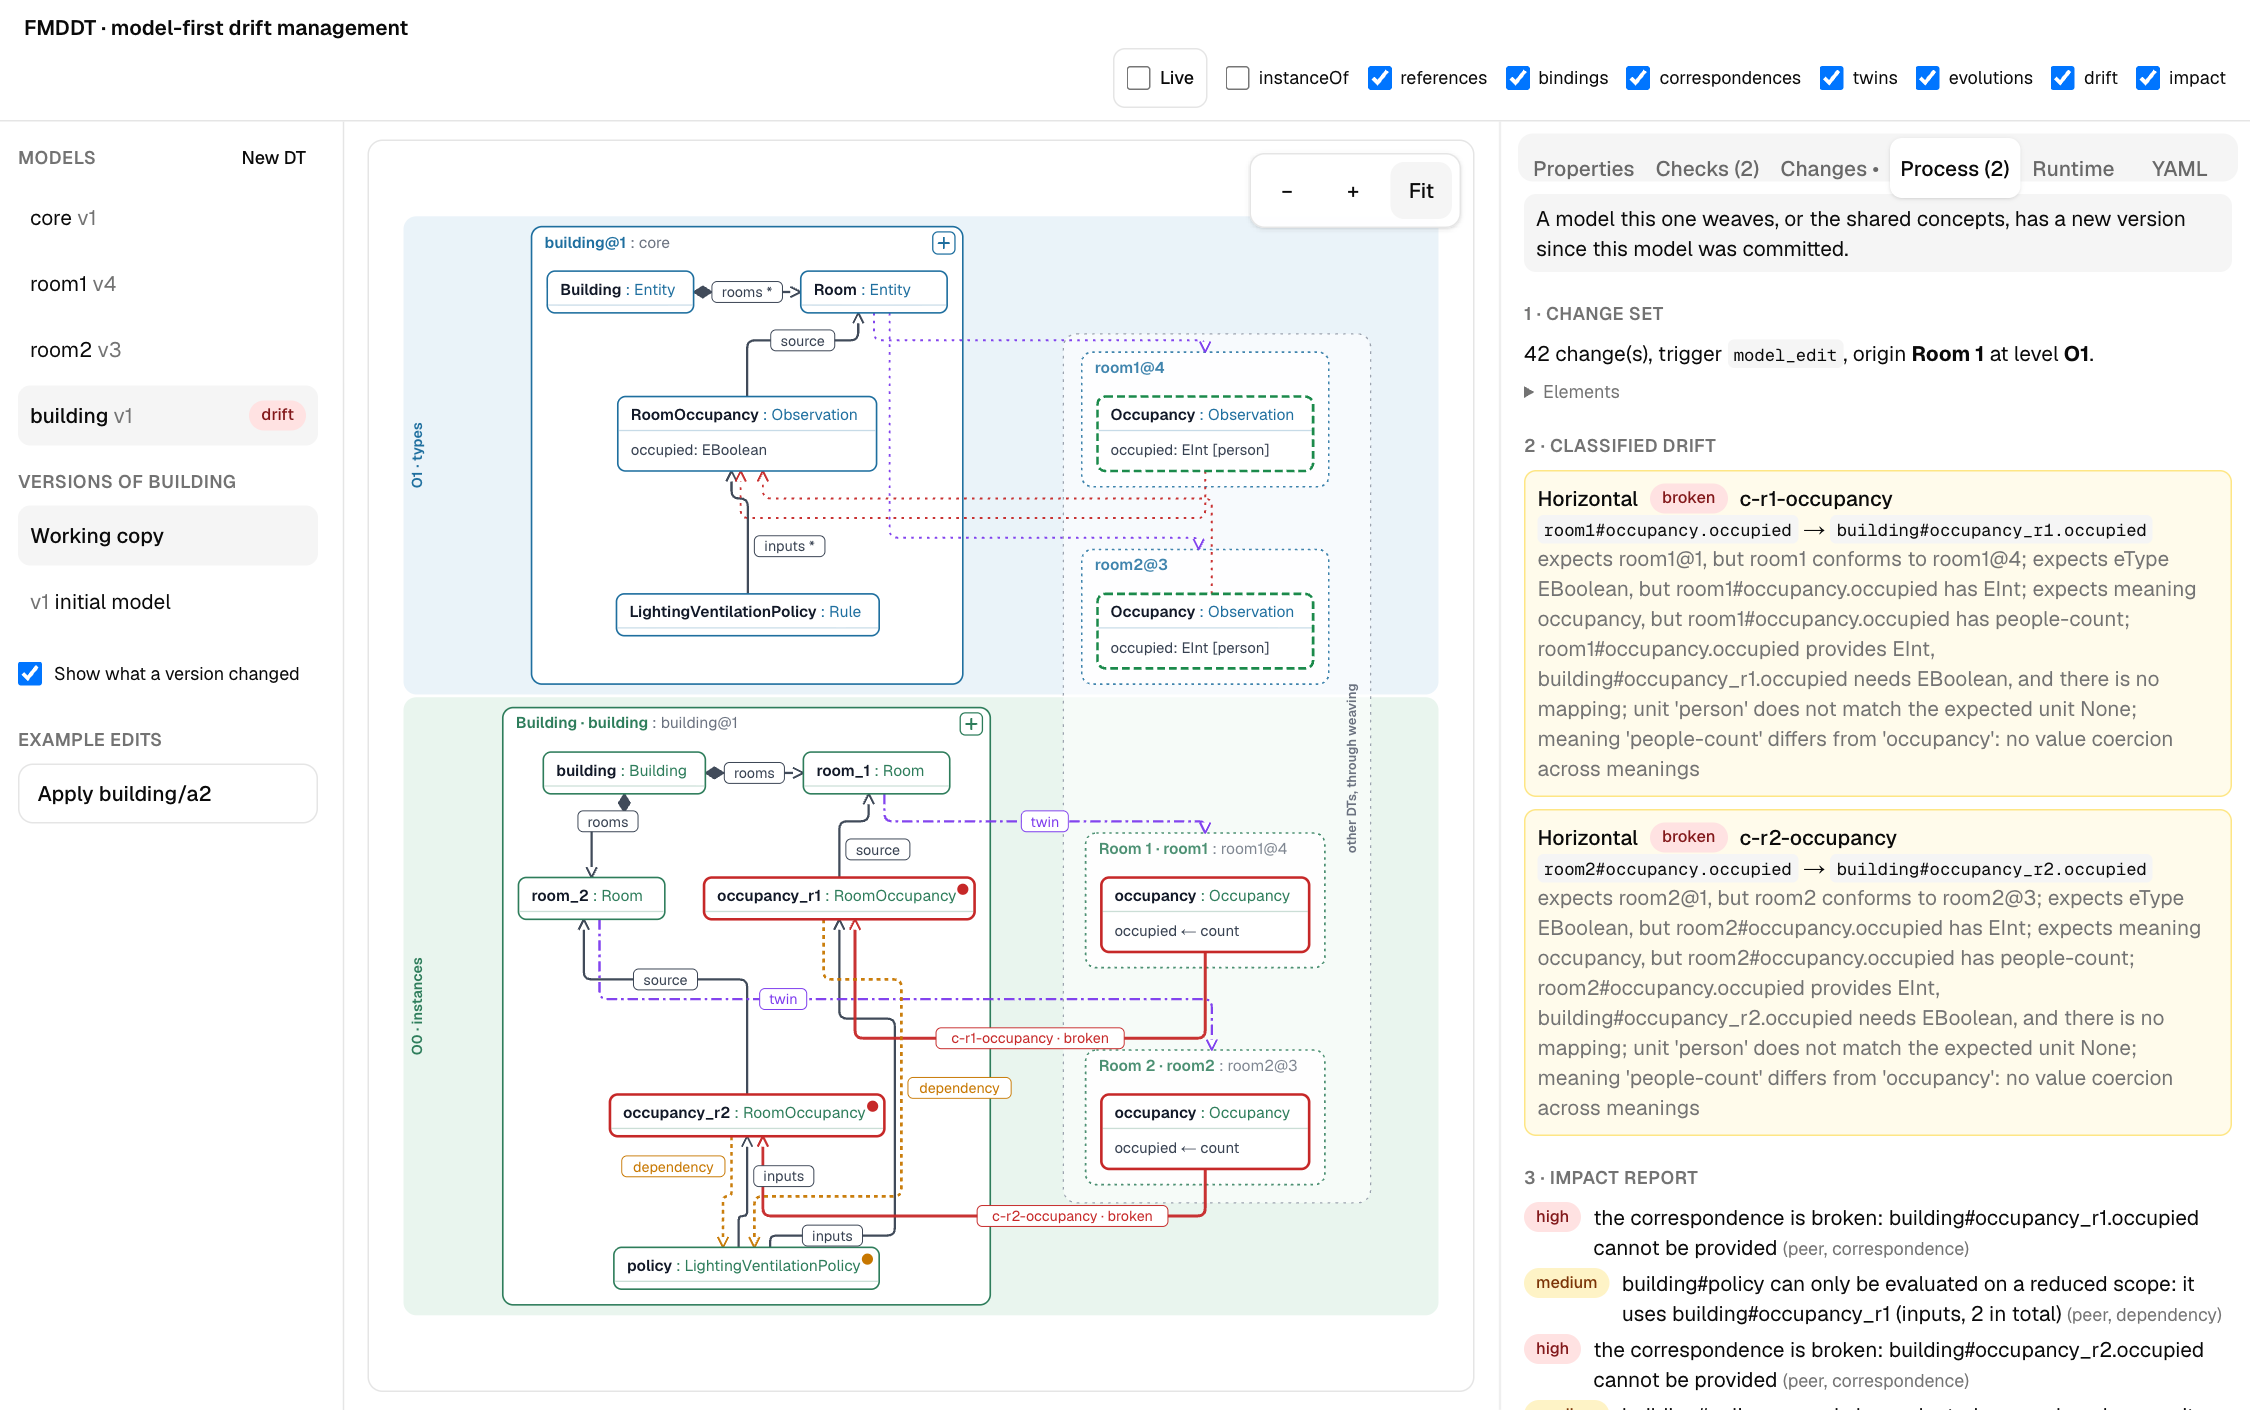 FMDDT · model-first drift management
Live
instanceOf
references
bindings
correspondences
twins
evolutions
drift
impact
MODELS
New DT
core v1
room1 v4
room2 v3
building v1
drift
VERSIONS OF BUILDING
Working copy
v1 initial model
Show what a version changed
EXAMPLE EDITS
Apply building/a2
−
+
Fit
O1 · types
building@1 : core
+
Building : Entity
rooms *
Room : Entity
source
RoomOccupancy : Observation
occupied: EBoolean
inputs *
LightingVentilationPolicy : Rule
room1@4
Occupancy : Observation
occupied: EInt [person]
room2@3
Occupancy : Observation
occupied: EInt [person]
other DTs, through weaving
O0 · instances
Building · building : building@1
+
building : Building
rooms
room_1 : Room
rooms
source
twin
room_2 : Room
occupancy_r1 : RoomOccupancy
source
twin
c-r1-occupancy · broken
dependency
occupancy_r2 : RoomOccupancy
dependency
inputs
c-r2-occupancy · broken
inputs
policy : LightingVentilationPolicy
Room 1 · room1 : room1@4
occupancy : Occupancy
occupied ← count
Room 2 · room2 : room2@3
occupancy : Occupancy
occupied ← count
Properties
Checks (2)
Changes •
Process (2)
Runtime
YAML
A model this one weaves, or the shared concepts, has a new version
since this model was committed.
1 · CHANGE SET
42 change(s), trigger model_edit, origin Room 1 at level O1.
▶ Elements
2 · CLASSIFIED DRIFT
Horizontal broken c-r1-occupancy
room1#occupancy.occupied → building#occupancy_r1.occupied
expects room1@1, but room1 conforms to room1@4; expects eType
EBoolean, but room1#occupancy.occupied has EInt; expects meaning
occupancy, but room1#occupancy.occupied has people-count;
room1#occupancy.occupied provides EInt,
building#occupancy_r1.occupied needs EBoolean, and there is no
mapping; unit 'person' does not match the expected unit None;
meaning 'people-count' differs from 'occupancy': no value coercion
across meanings
Horizontal broken c-r2-occupancy
room2#occupancy.occupied → building#occupancy_r2.occupied
expects room2@1, but room2 conforms to room2@3; expects eType
EBoolean, but room2#occupancy.occupied has EInt; expects meaning
occupancy, but room2#occupancy.occupied has people-count;
room2#occupancy.occupied provides EInt,
building#occupancy_r2.occupied needs EBoolean, and there is no
mapping; unit 'person' does not match the expected unit None;
meaning 'people-count' differs from 'occupancy': no value coercion
across meanings
3 · IMPACT REPORT
high the correspondence is broken: building#occupancy_r1.occupied
cannot be provided (peer, correspondence)
medium building#policy can only be evaluated on a reduced scope: it
uses building#occupancy_r1 (inputs, 2 in total) (peer, dependency)
high the correspondence is broken: building#occupancy_r2.occupied
cannot be provided (peer, correspondence)